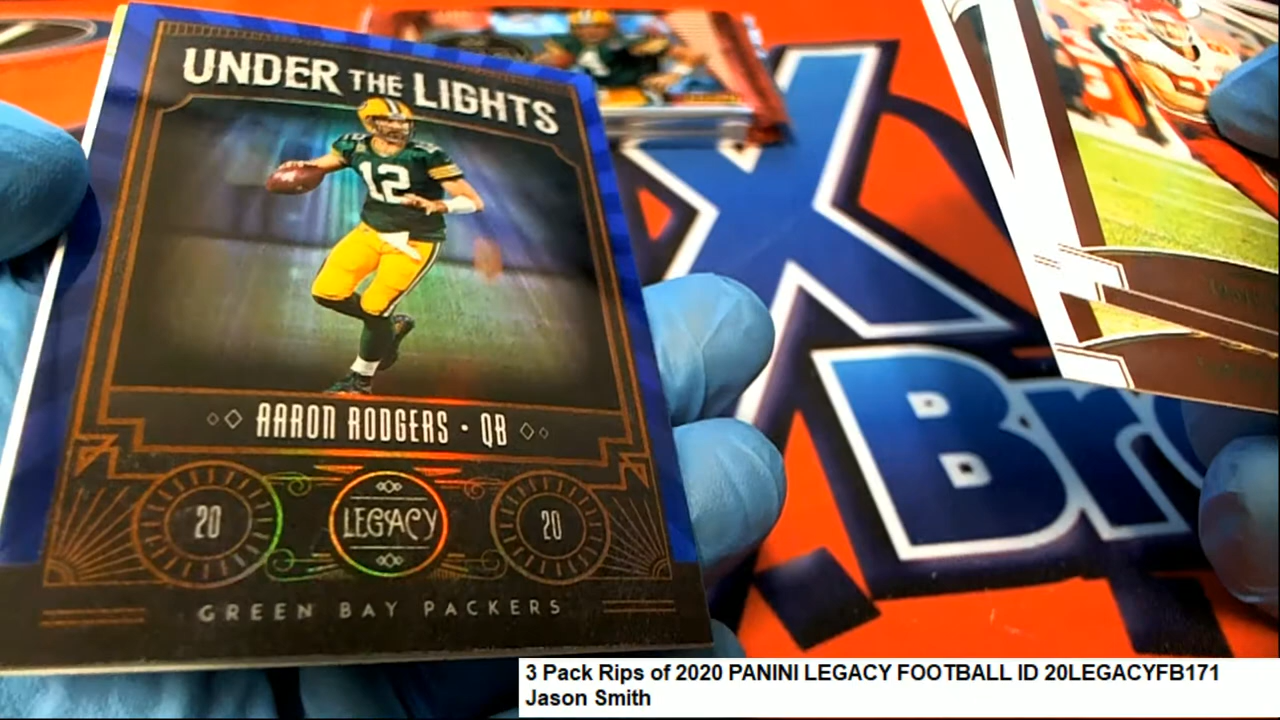 UNDER THE LIGHTS
12
AARON RODGERS · QB
20 LEGACY 20
GREEN BAY PACKERS
X
Br
3 Pack Rips of 2020 PANINI LEGACY FOOTBALL ID 20LEGACYFB171
Jason Smith